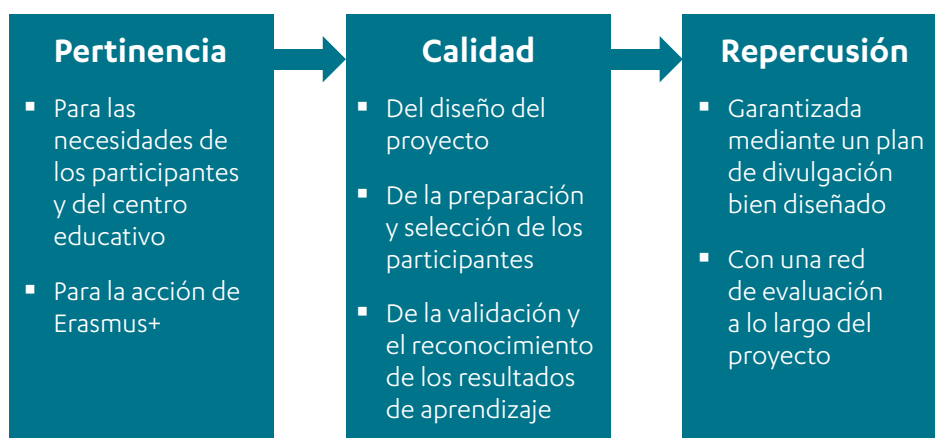 Pertinencia
▪ Para las
necesidades de
los participantes
y del centro
educativo
▪ Para la acción de
Erasmus+
Calidad
▪ Del diseño del
proyecto
▪ De la preparación
y selección de los
participantes
▪ De la validación y
el reconocimiento
de los resultados
de aprendizaje
Repercusión
▪ Garantizada
mediante un plan
de divulgación
bien diseñado
▪ Con una red
de evaluación
a lo largo del
proyecto